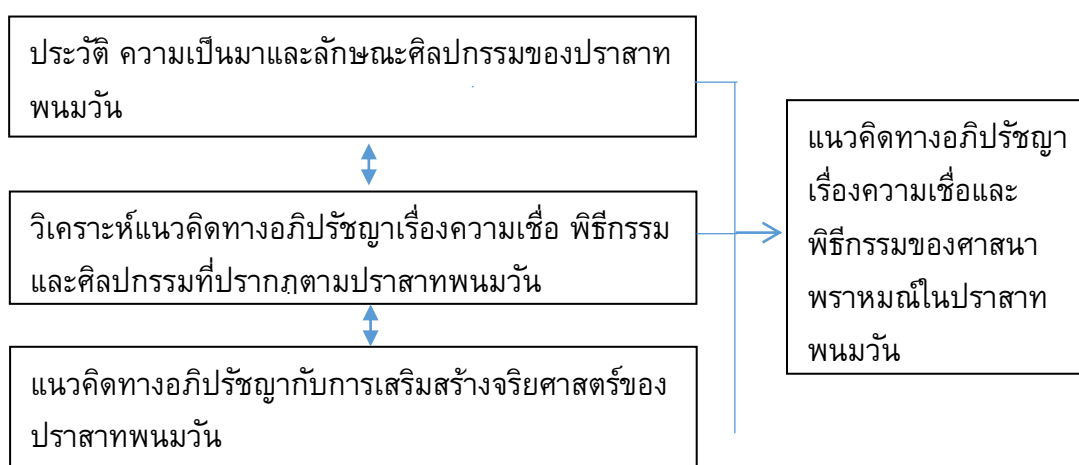 ประวัติ ความเป็นมาและลักษณะศิลปกรรมของปราสาท
พนมวัน
วิเคราะห์แนวคิดทางอภิปรัชญาเรื่องความเชื่อ พิธีกรรม
และศิลปกรรมที่ปรากฏตามปราสาทพนมวัน
แนวคิดทางอภิปรัชญากับการเสริมสร้างจริยศาสตร์ของ
ปราสาทพนมวัน
แนวคิดทางอภิปรัชญา
เรื่องความเชื่อและ
พิธีกรรมของศาสนา
พราหมณ์ในปราสาท
พนมวัน